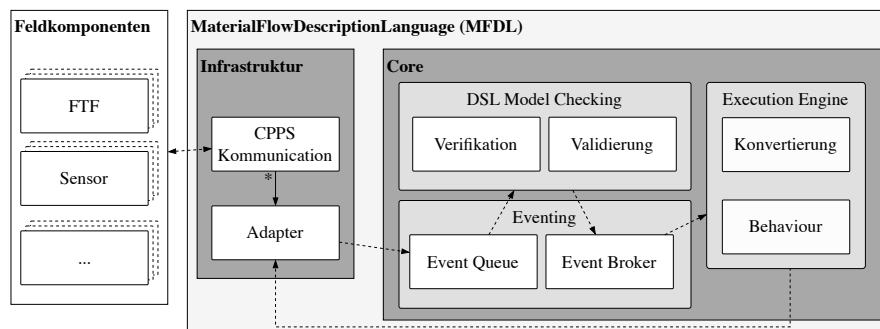 Feldkomponenten
FTF
Sensor
...
MaterialFlowDescriptionLanguage (MFDL)
Infrastruktur
CPPS
Kommunication
*
Adapter
Core
DSL Model Checking
Verifikation
Validierung
Eventing
Event Queue
Event Broker
Execution Engine
Konvertierung
Behaviour